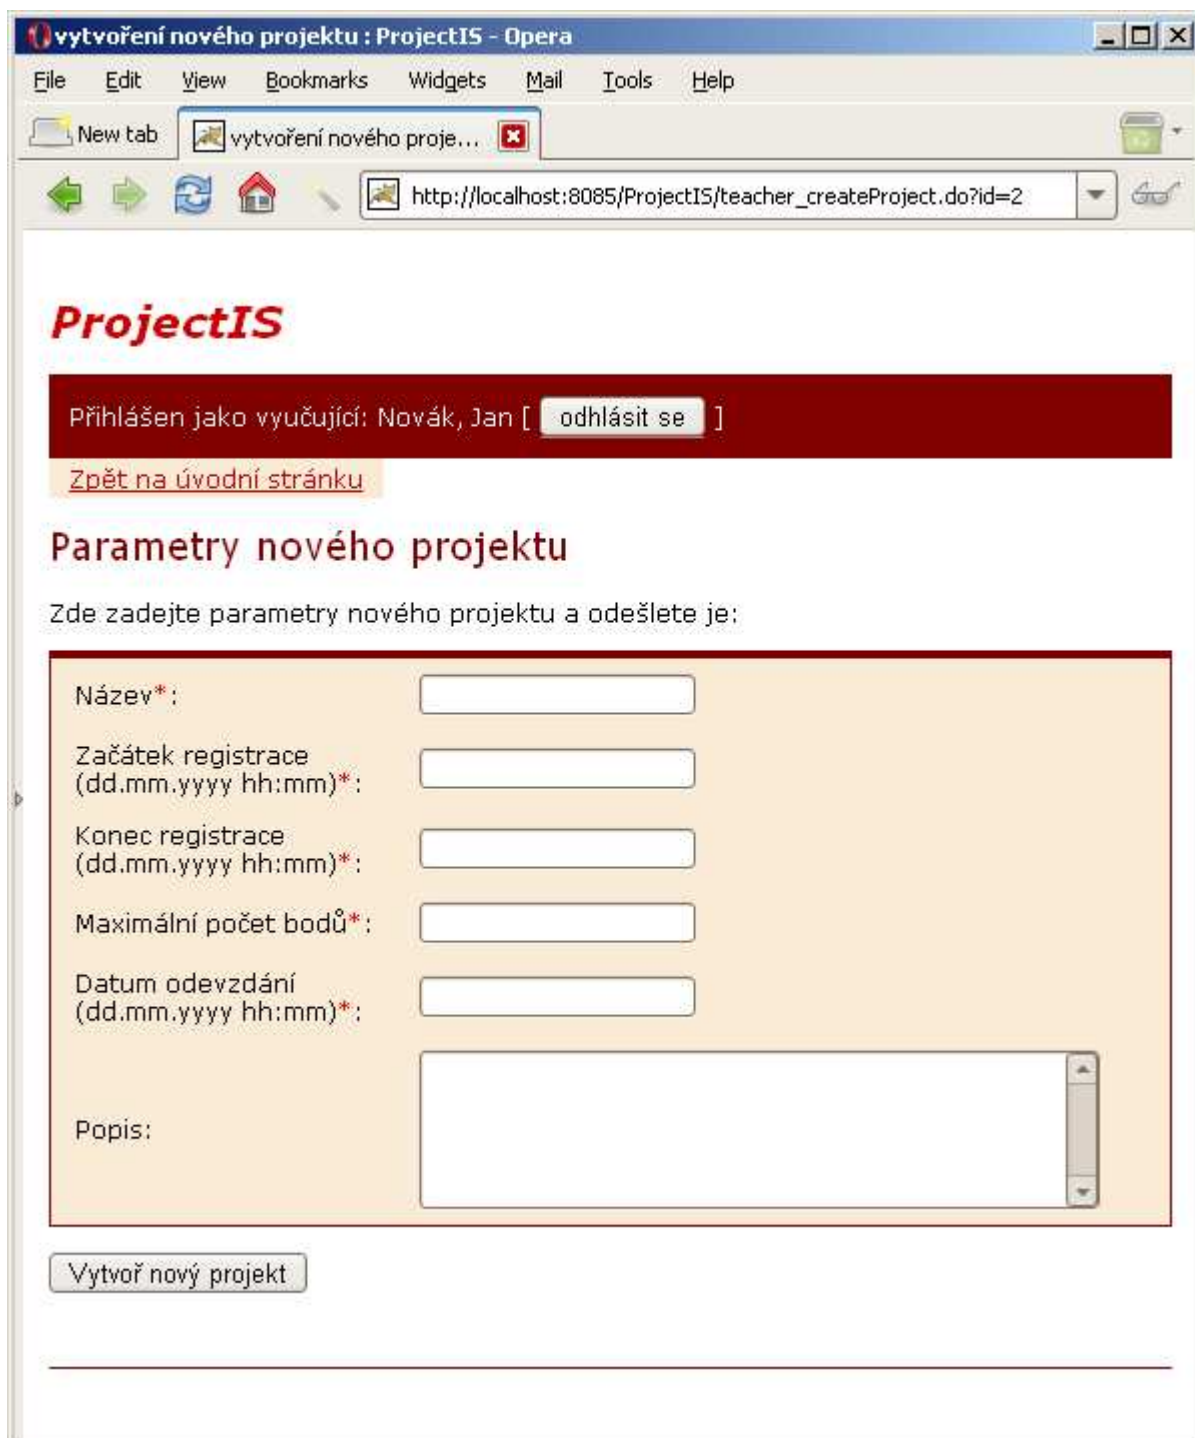 vytvoření nového projektu : ProjectIS - Opera
File Edit View Bookmarks Widgets Mail Tools Help
New tab vytvoření nového proje...
http://localhost:8085/ProjectIS/teacher_createProject.do?id=2
ProjectIS
Přihlášen jako vyučující: Novák, Jan [ odhlásit se ]
Zpět na úvodní stránku
Parametry nového projektu
Zde zadejte parametry nového projektu a odešlete je:
Název*:
Začátek registrace
(dd.mm.yyyy hh:mm)*:
Konec registrace
(dd.mm.yyyy hh:mm)*:
Maximální počet bodů*:
Datum odevzdání
(dd.mm.yyyy hh:mm)*:
Popis:
Vytvoř nový projekt